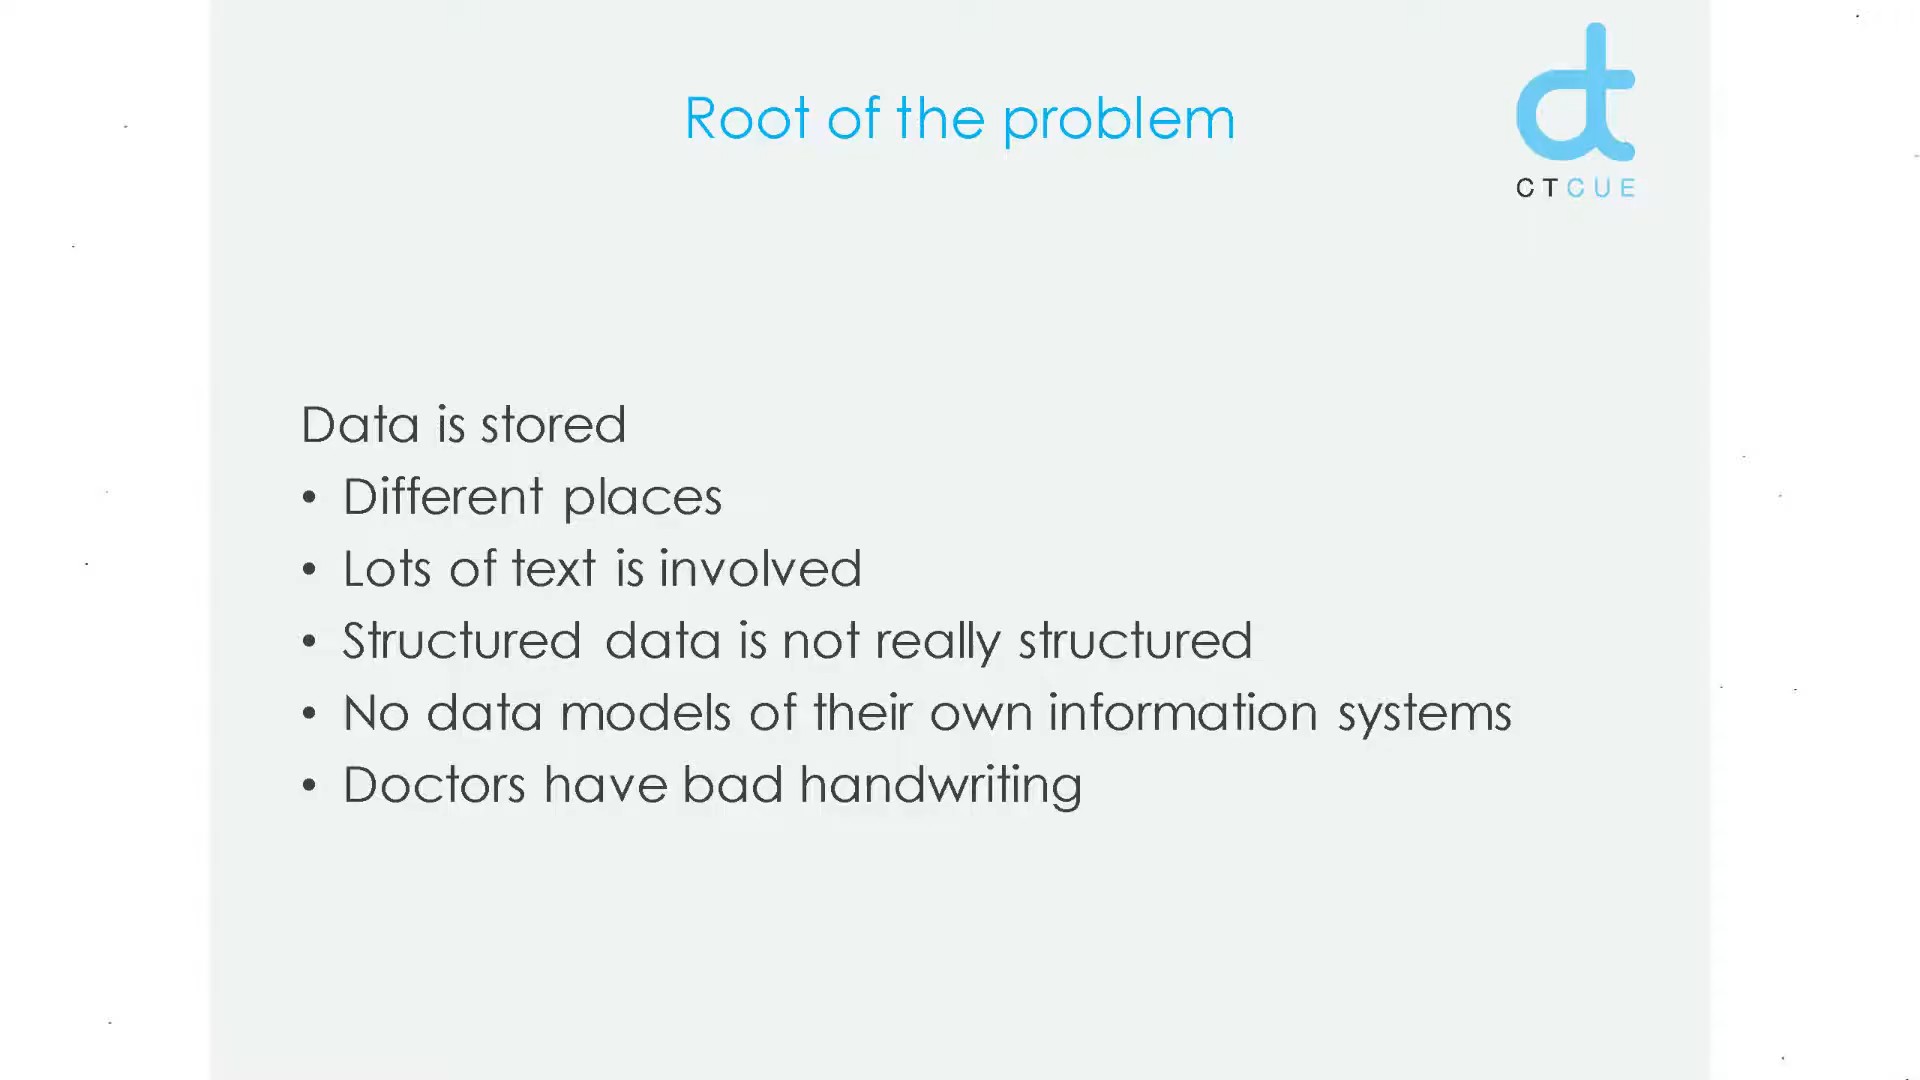 Root of the problem
CTCUE
Data is stored
• Different places
• Lots of text is involved
• Structured data is not really structured
• No data models of their own information systems
• Doctors have bad handwriting